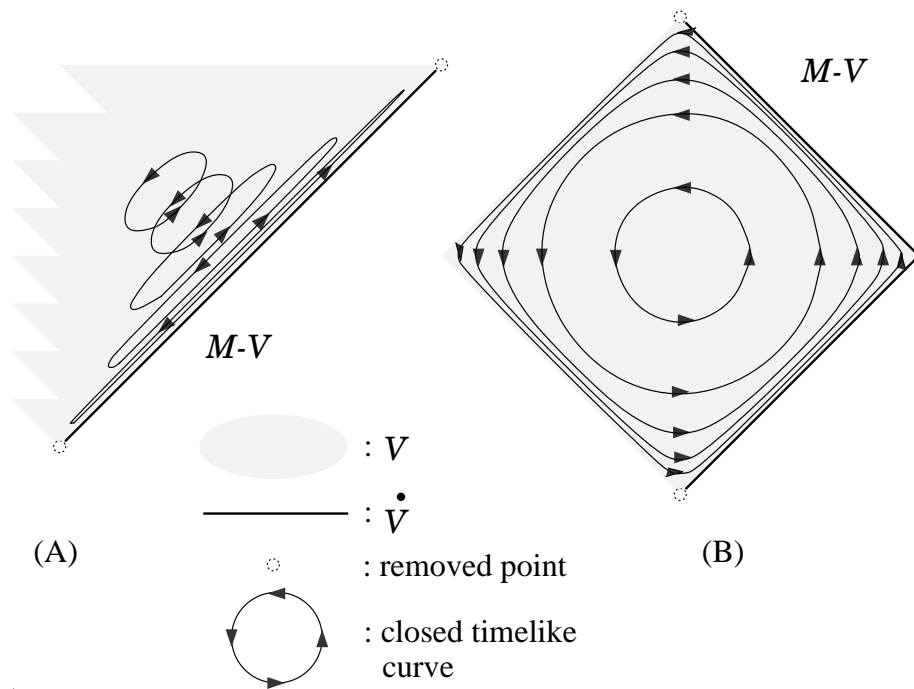 M-V
M-V
: V
: V̇
(A)
(B)
: removed point
: closed timelike
curve